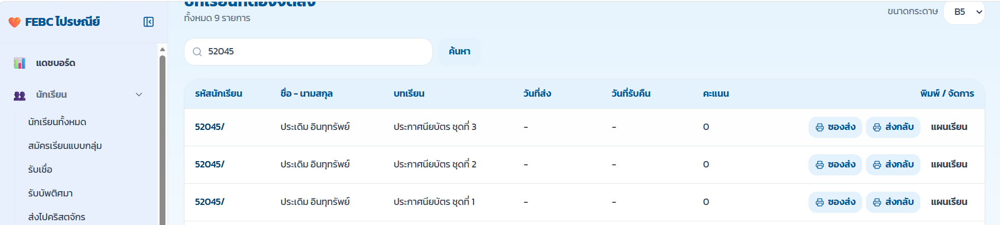 FEBC ไปรษณีย์
แดชบอร์ด
นักเรียน
นักเรียนทั้งหมด
สมัครเรียนแบบกลุ่ม
รับเชื่อ
รับบัพติศมา
ส่งไปคริสตจักร
บทเรียนที่ต้องจัดส่ง
ทั้งหมด 9 รายการ
ขนาดกระดาษ B5
52045 ค้นหา
รหัสนักเรียน ชื่อ - นามสกุล บทเรียน วันที่ส่ง วันที่รับคืน คะแนน พิมพ์ / จัดการ
52045/ ประเดิม อินทุทรัพย์ ประกาศนียบัตร ชุดที่ 3 - - 0 ซองส่ง ส่งกลับ แผนเรียน
52045/ ประเดิม อินทุทรัพย์ ประกาศนียบัตร ชุดที่ 2 - - 0 ซองส่ง ส่งกลับ แผนเรียน
52045/ ประเดิม อินทุทรัพย์ ประกาศนียบัตร ชุดที่ 1 - - 0 ซองส่ง ส่งกลับ แผนเรียน